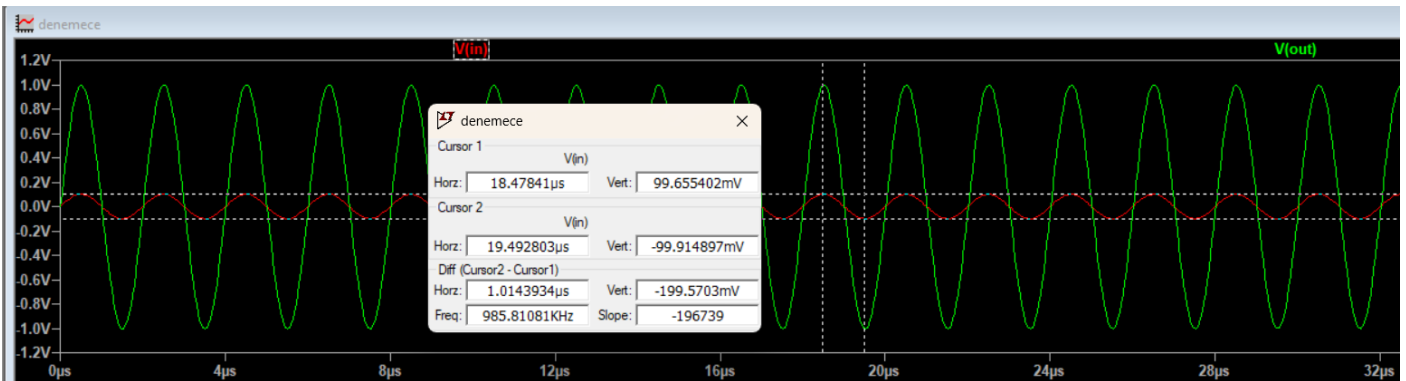 denemece
V(in) V(out)
1.2V
1.0V
0.8V
0.6V
0.4V
0.2V
0.0V
-0.2V
-0.4V
-0.6V
-0.8V
-1.0V
-1.2V
0µs 4µs 8µs 12µs 16µs 20µs 24µs 28µs 32µs
denemece
Cursor 1
V(in)
Horz: 18.47841µs Vert: 99.655402mV
Cursor 2
V(in)
Horz: 19.492803µs Vert: -99.914897mV
Diff (Cursor2 - Cursor1)
Horz: 1.0143934µs Vert: -199.5703mV
Freq: 985.81081KHz Slope: -196739